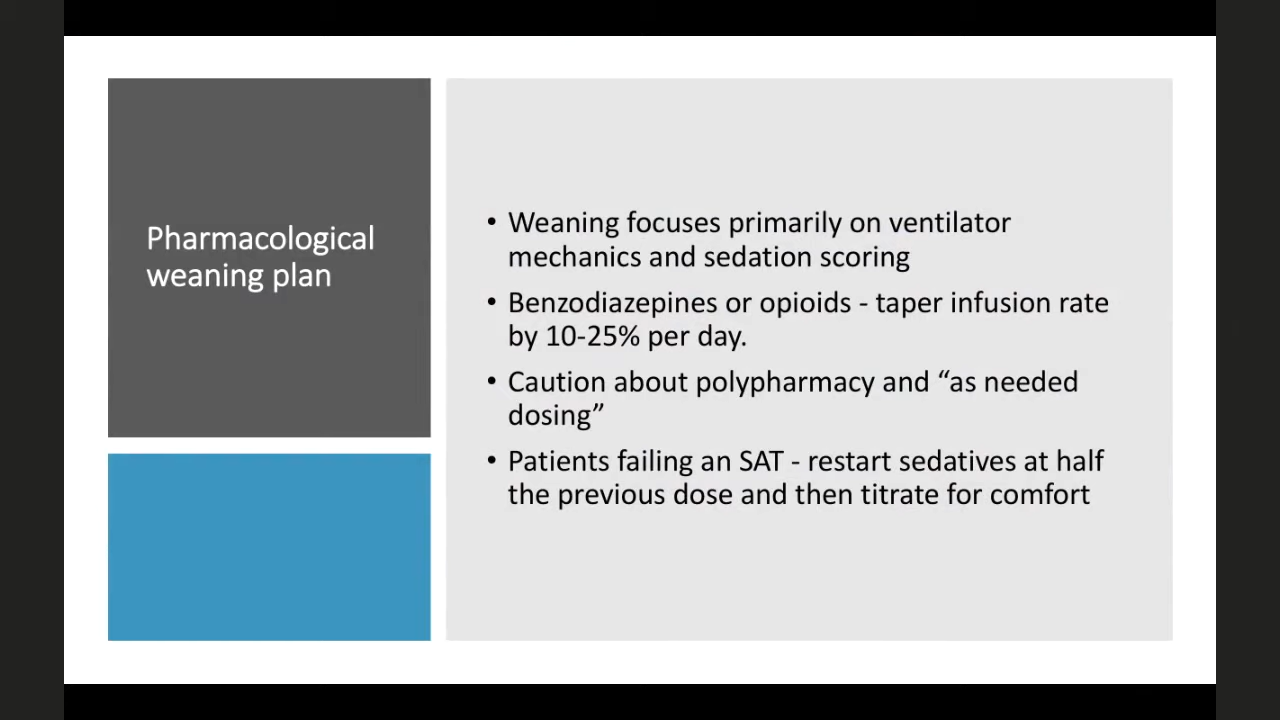 Pharmacological
weaning plan
• Weaning focuses primarily on ventilator
mechanics and sedation scoring
• Benzodiazepines or opioids - taper infusion rate
by 10-25% per day.
• Caution about polypharmacy and “as needed
dosing”
• Patients failing an SAT - restart sedatives at half
the previous dose and then titrate for comfort